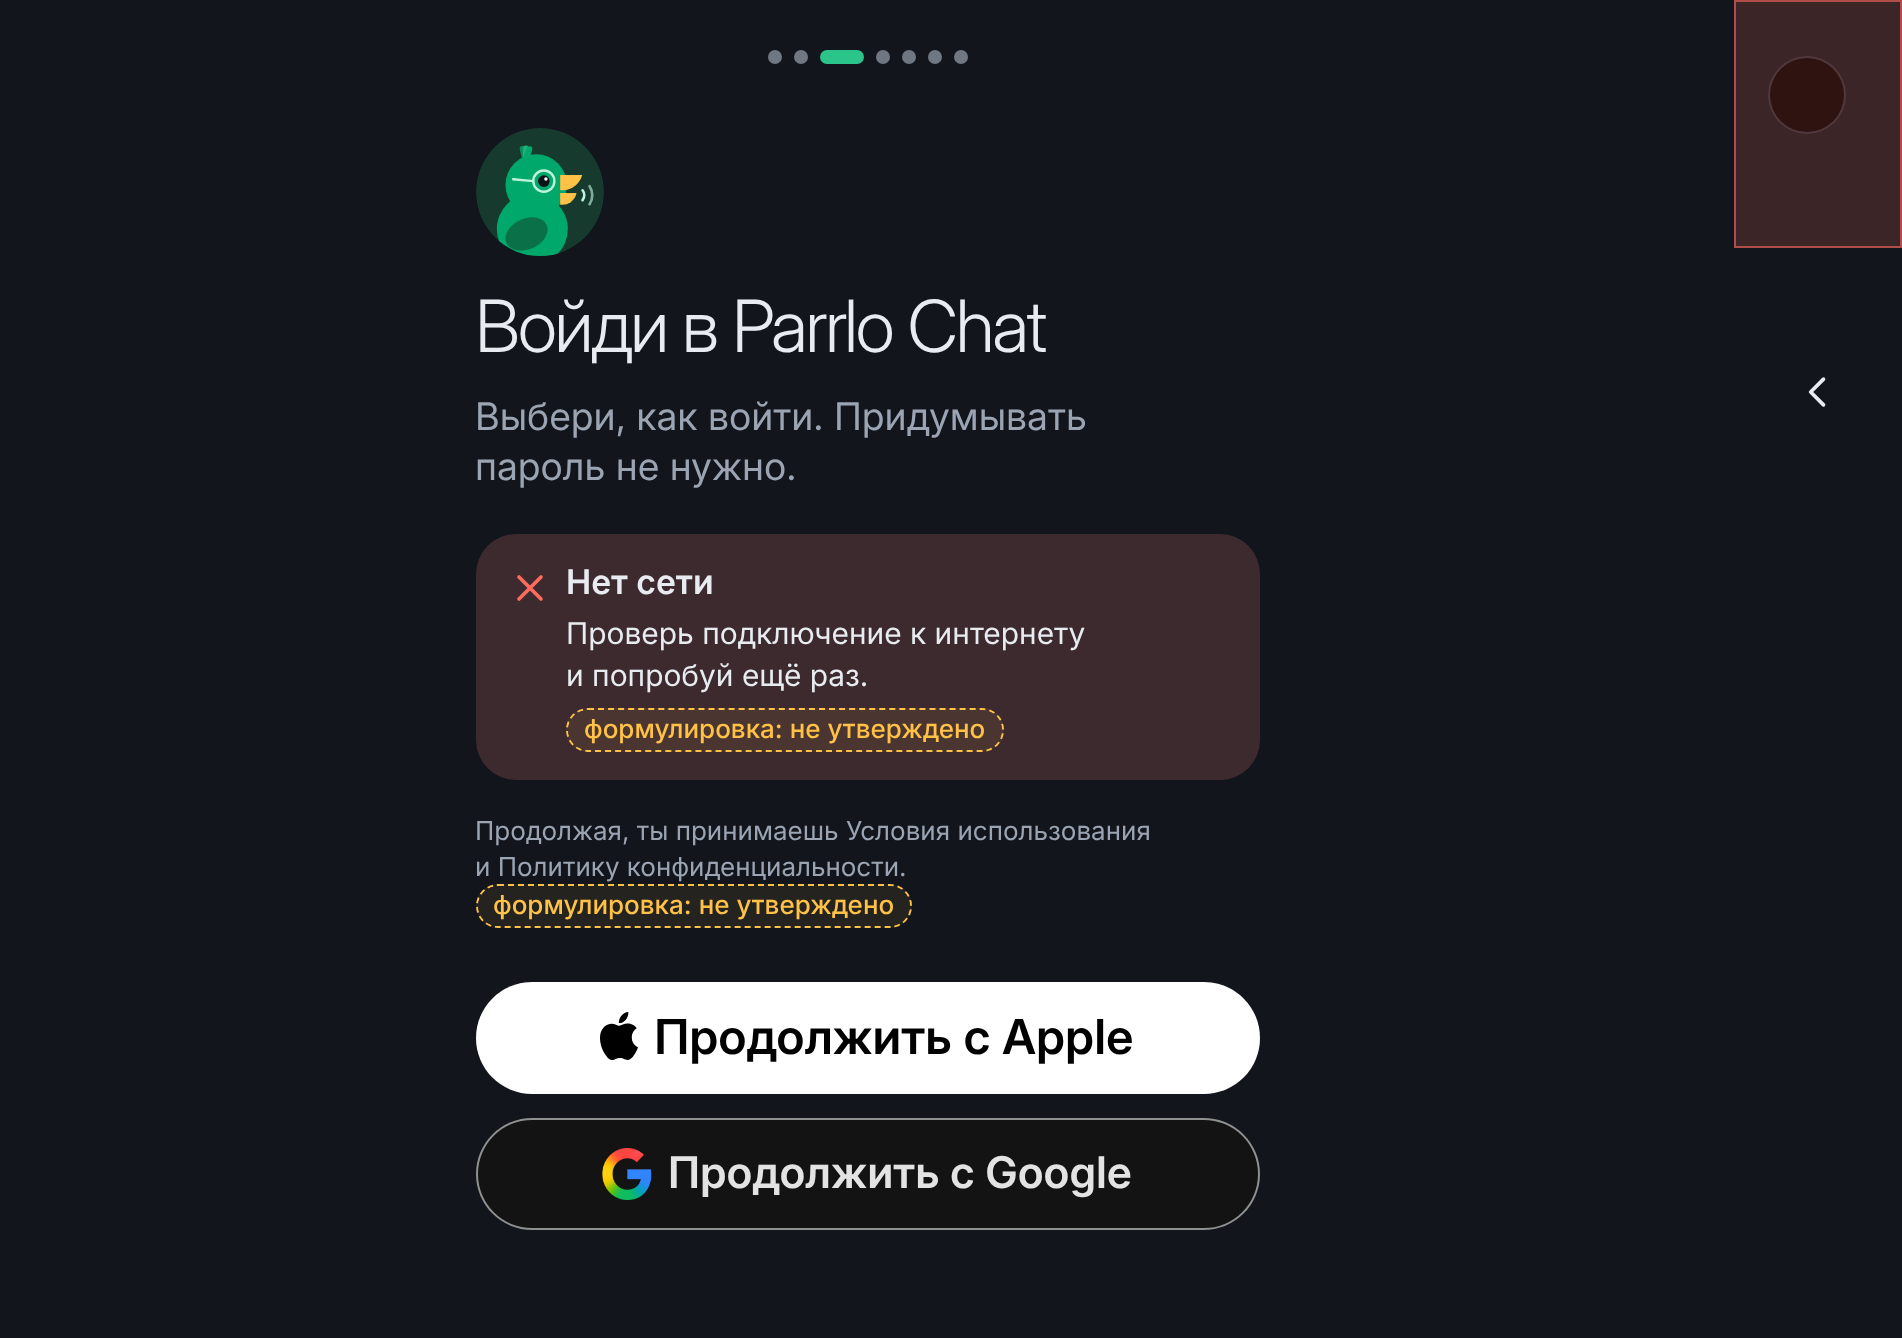 Войди в Parrlo Chat
Выбери, как войти. Придумывать
пароль не нужно.
Нет сети
Проверь подключение к интернету
и попробуй ещё раз.
формулировка: не утверждено
Продолжая, ты принимаешь Условия использования
и Политику конфиденциальности.
формулировка: не утверждено
Продолжить с Apple
Продолжить с Google